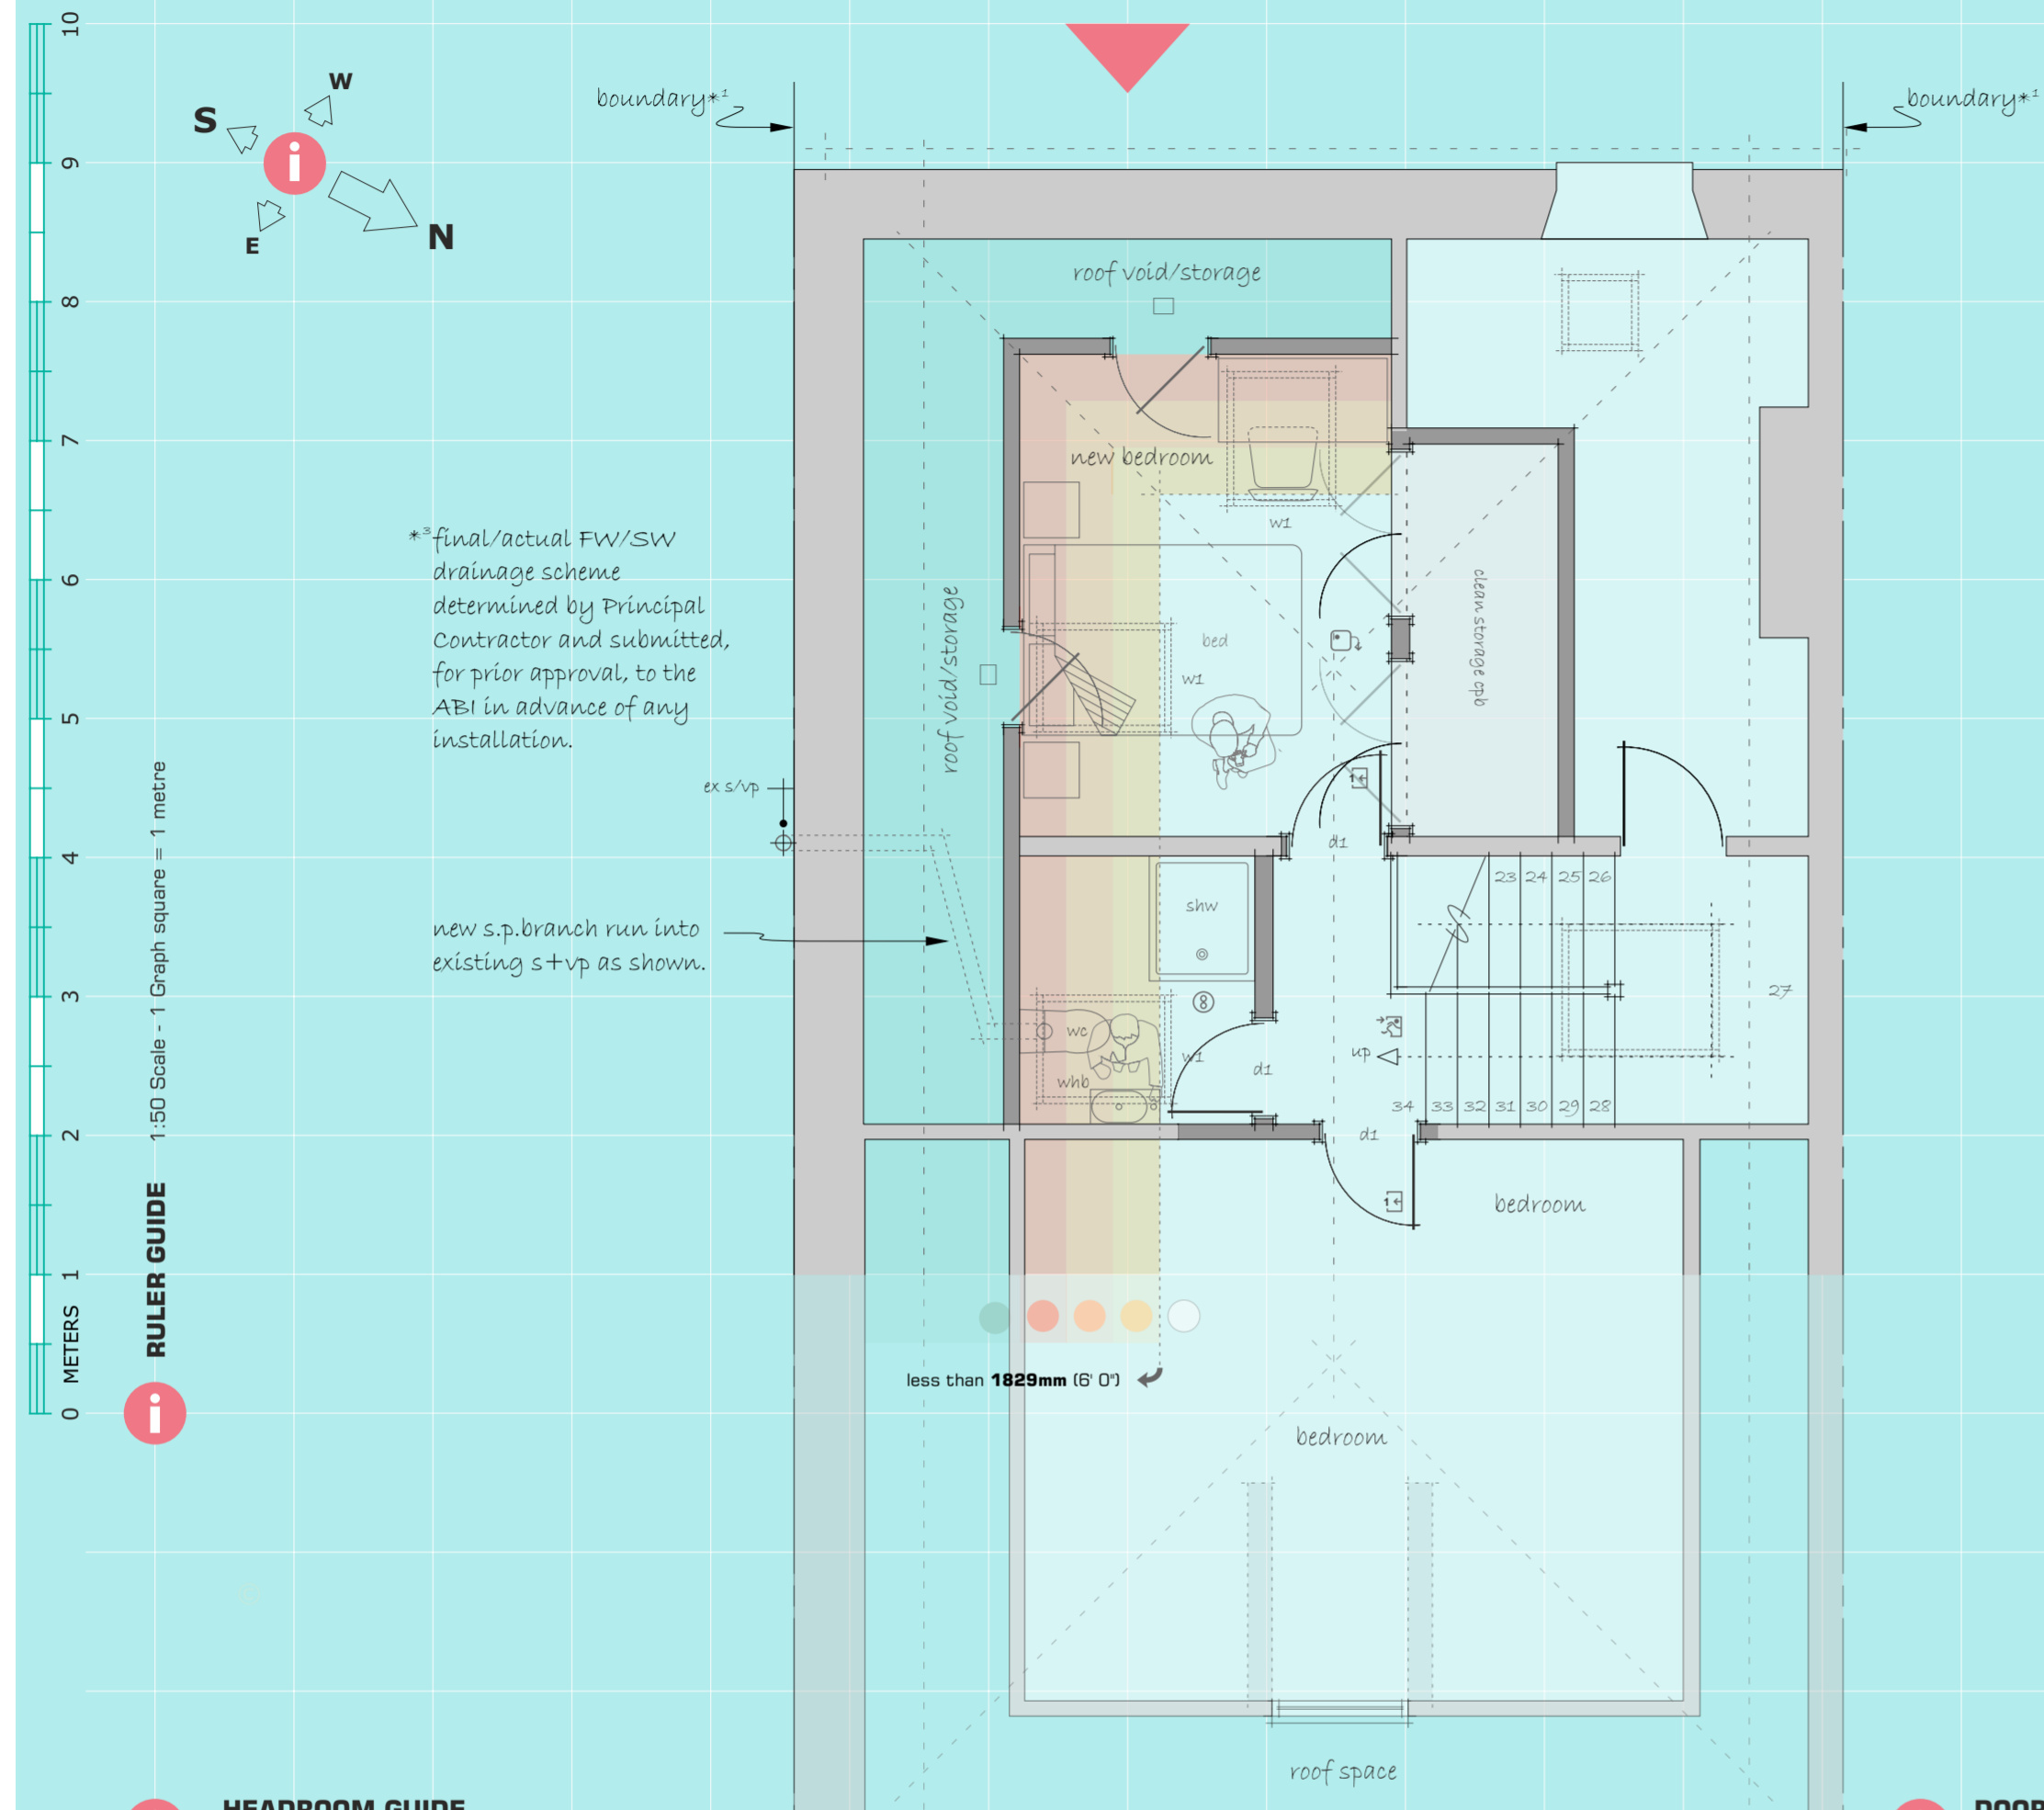 10
9
8
7
6
5
4
3
2
1
0
METERS
RULER GUIDE
1:50 Scale - 1 Graph square = 1 metre
S
W
E
N
i
i
boundary*1
boundary*1
roof void/storage
new bedroom
w1
*3 final/actual FW/SW
drainage scheme
determined by Principal
Contractor and submitted,
for prior approval, to the
ABI in advance of any
installation.
roof void/storage
bed
w1
clean storage cpb
ex s/vp
1
d1
23 24 25 26
shw
new s.p.branch run into
existing s+vp as shown.
27
8
wc
w1
up
d1
whb
34 33 32 31 30 29 28
d1
1
bedroom
less than 1829mm (6' 0")
bedroom
roof space
HEADROOM GUIDE